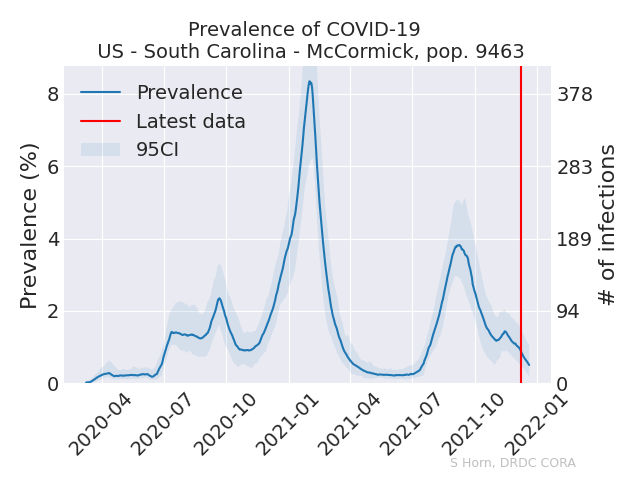 Prevalence of COVID-19
US - South Carolina - McCormick, pop. 9463
Prevalence
Latest data
95CI
Prevalence (%)
8
6
4
2
0
378
283
189
94
0
# of infections
2020-04
2020-07
2020-10
2021-01
2021-04
2021-07
2021-10
2022-01
S Horn, DRDC CORA